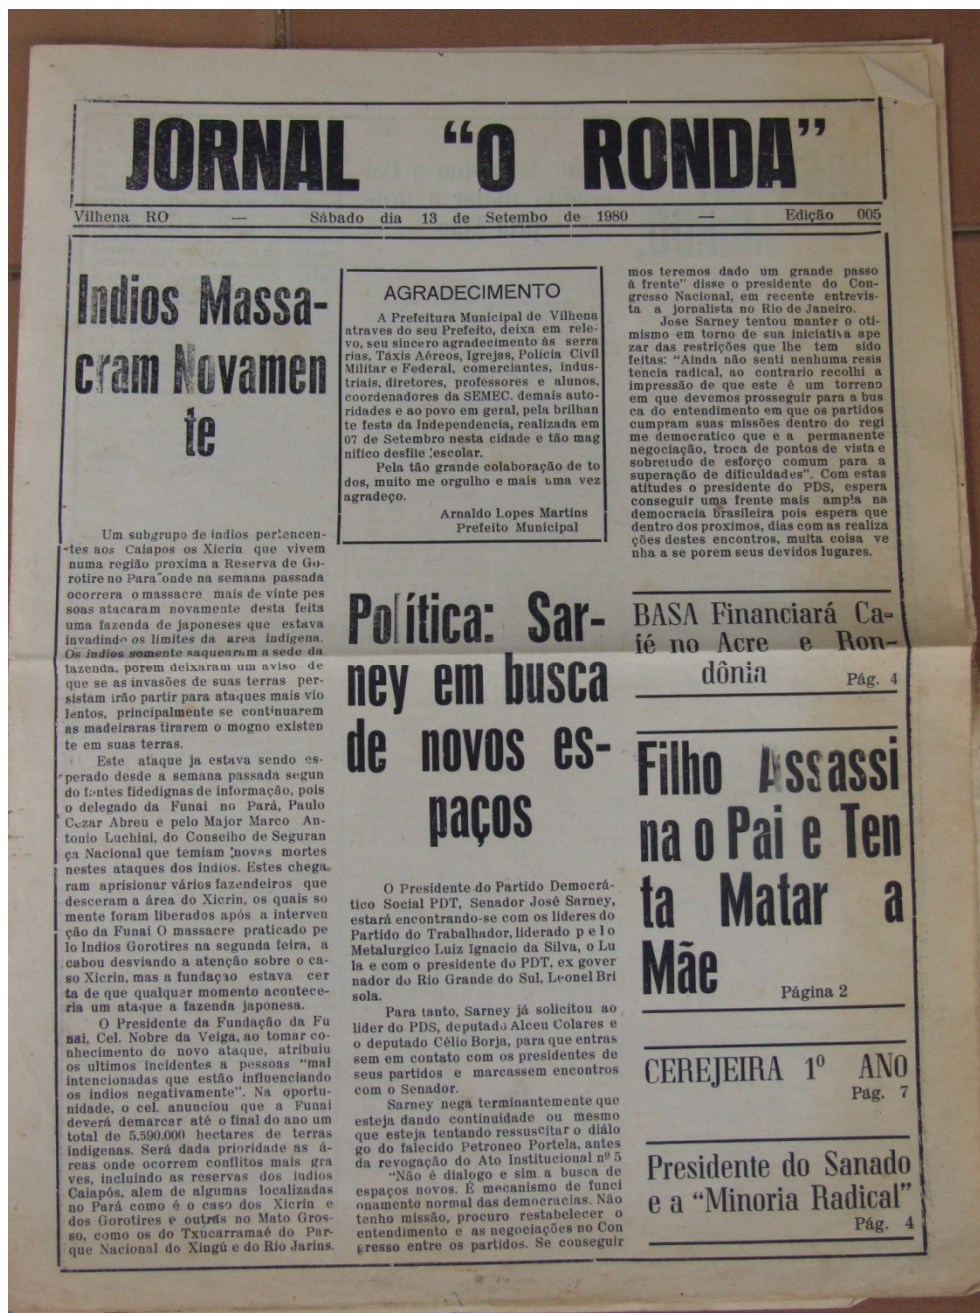 JORNAL "O RONDA"
Vilhena RO — Sábado dia 13 de Setembo de 1980 — Edição 005
Indios Massa-
cram Novamen
te
Um subgrupo de indios pertencen-
tes aos Caiapos os Xicrin que vivem
numa região proxima a Reserva de Go-
rotire no Para onde na semana passada
ocorrera o massacre mais de vinte pes
soas atacaram novamente desta feita
uma fazenda de japoneses que estava
invadindo os limites da area indigena.
Os indios somente saquearam a sede da
fazenda, porem deixaram um aviso de
que se as invasões de suas terras per-
sistam irão partir para ataques mais vio
lentos, principalmente se continuarem
as madeiraras tirarem o mogno existen
te em suas terras.
Este ataque ja estava sendo es-
perado desde a semana passada segun
do fontes fidedignas de informação, pois
o delegado da Funai no Pará, Paulo
Cezar Abreu e pelo Major Marco An-
tonio Luchini, do Conselho de Seguran
ça Nacional que temiam novas mortes
nestes ataques dos indios. Estes chega.
ram aprisionar vários fazendeiros que
desceram a área do Xicrin, os quais so
mente foram liberados após a interven
ção da Funai O massacre praticado pe
lo Indios Gorotires na segunda feira, a
cabou desviando a atenção sobre o ca-
so Xicrin, mas a fundação estava cer
ta de que qualquer momento acontece-
ria um ataque a fazenda japonesa.
O Presidente da Fundação da Fu
nai, Cel. Nobre da Veiga, ao tomar co-
nhecimento do novo ataque, atribuiu
os ultimos incidentes a pessoas "mal
intencionadas que estão influenciando
os indios negativamente". Na oportu-
nidade, o cel. anunciou que a Funai
deverá demarcar até o final do ano um
total de 5.590.000 hectares de terras
indigenas. Será dada prioridade as á-
reas onde ocorrem conflitos mais gra
ves, incluindo as reservas dos indios
Caiapós, alem de algumas localizadas
no Pará como é o caso dos Xicrin e
dos Gorotires e outras no Mato Gros-
so, como os do Txucarramaé do Par-
que Nacional do Xingú e do Rio Jarins.
AGRADECIMENTO
A Prefeitura Municipal de Vilhena
atraves do seu Prefeito, deixa em rele-
vo, seu sincero agradecimento às serra
rias, Táxis Aéreos, Igrejas, Policia Civil
Militar e Federal, comerciantes, indus-
triais, diretores, professores e alunos,
coordenadores da SEMEC. demais auto-
ridades e ao povo em geral, pela brilhan
te festa da Independencia, realizada em
07 de Setembro nesta cidade e tão mag
nifico desfile escolar.
Pela tão grande colaboração de to
dos, muito me orgulho e mais uma vez
agradeço.
Arnaldo Lopes Martins
Prefeito Municipal
Política: Sar-
ney em busca
de novos es-
paços
O Presidente do Partido Democrá-
tico Social PDT, Senador José Sarney,
estará encontrando-se com os lideres do
Partido do Trabalhador, liderado pelo
Metalurgico Luiz Ignacio da Silva, o Lu
la e com o presidente do PDT, ex gover
nador do Rio Grande do Sul, Leonel Bri
sola.
Para tanto, Sarney já solicitou ao
lider do PDS, deputado Alceu Colares e
o deputado Célio Borja, para que entras
sem em contato com os presidentes de
seus partidos e marcassem encontros
com o Senador.
Sarney nega terminantemente que
esteja dando continuidade ou mesmo
que esteja tentando ressuscitar o diálo
go do falecido Petroneo Portela, antes
da revogação do Ato Institucional nº 5
"Não é dialogo e sim a busca de
espaços novos. É mecanismo de funci
onamento normal das democracias. Não
tenho missão, procuro restabelecer o
entendimento e as negociações no Con
gresso entre os partidos. Se conseguir
mos teremos dado um grande passo
à frente" disse o presidente do Con-
gresso Nacional, em recente entrevis-
ta a jornalista no Rio de Janeiro.
Jose Sarney tentou manter o oti-
mismo em torno de sua iniciativa ape
zar das restrições que lhe tem sido
feitas: "Ainda não senti nenhuma resis
tencia radical, ao contrario recolhi a
impressão de que este é um torreno
em que devemos prosseguir para a bus
ca do entendimento em que os partidos
cumpram suas missões dentro do regi
me democratico que e a permanente
negociação, troca de pontos de vista e
sobretudo de esforço comum para a
superação de dificuldades". Com estas
atitudes o presidente do PDS, espera
conseguir uma frente mais ampla na
democracia brasileira pois espera que
dentro dos proximos, dias com as realiza
ções destes encontros, muita coisa ve
nha a se porem seus devidos lugares.
BASA Financiará Ca-
fé no Acre e Ron-
dônia Pág. 4
Filho Assassi
na o Pai e Ten
ta Matar a
Mãe Página 2
CEREJEIRA 1º ANO
Pág. 7
Presidente do Sanado
e a "Minoria Radical"
Pág. 4